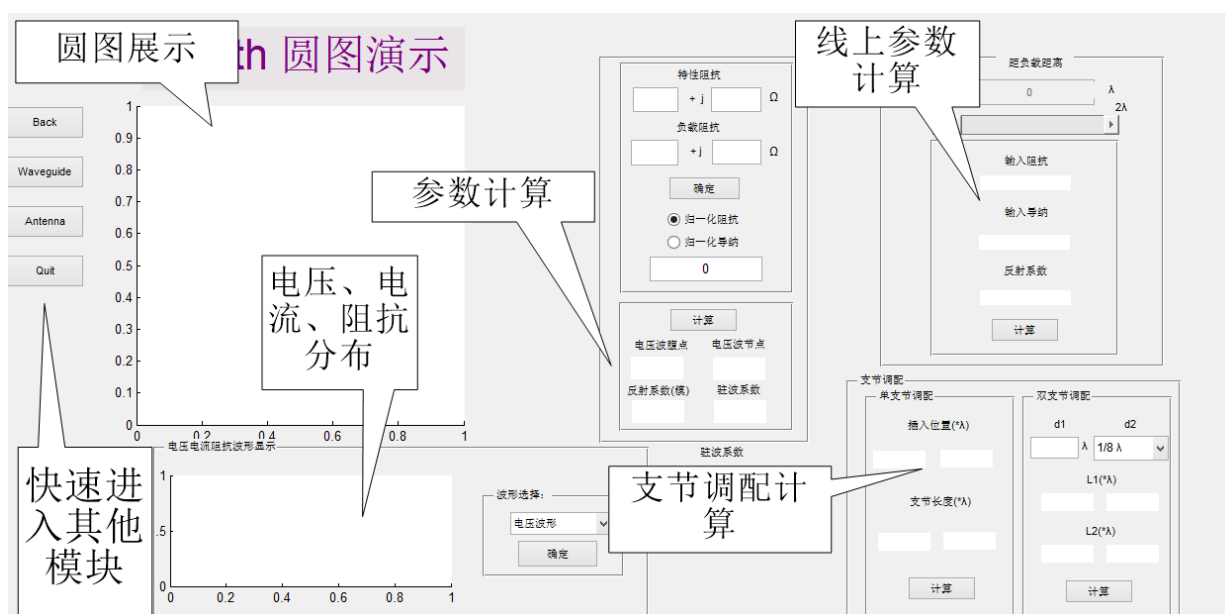 圆图展示
th 圆图演示
Back
Waveguide
Antenna
Quit
快速进
入其他
模块
1
0.9
0.8
0.7
0.6
0.5
0.4
0.3
0.2
0.1
0
0 0.2 0.4 0.6 0.8 1
电压、电
流、阻抗
分布
电压电流阻抗波形显示
1
.5
0
0 0.2 0.4 0.6 0.8 1
波形选择:
电压波形
确定
参数计算
特性阻抗
+ j Ω
负载阻抗
+ j Ω
确定
归一化阻抗
归一化导纳
0
计算
电压波腹点 电压波节点
反射系数(模) 驻波系数
驻波系数
线上参数
计算
距负载距离
0 λ
2λ
输入阻抗
输入导纳
反射系数
计算
支节调配计
算
支节调配
单支节调配
插入位置(*λ)
支节长度(*λ)
计算
双支节调配
d1 d2
λ 1/8 λ
L1(*λ)
L2(*λ)
计算